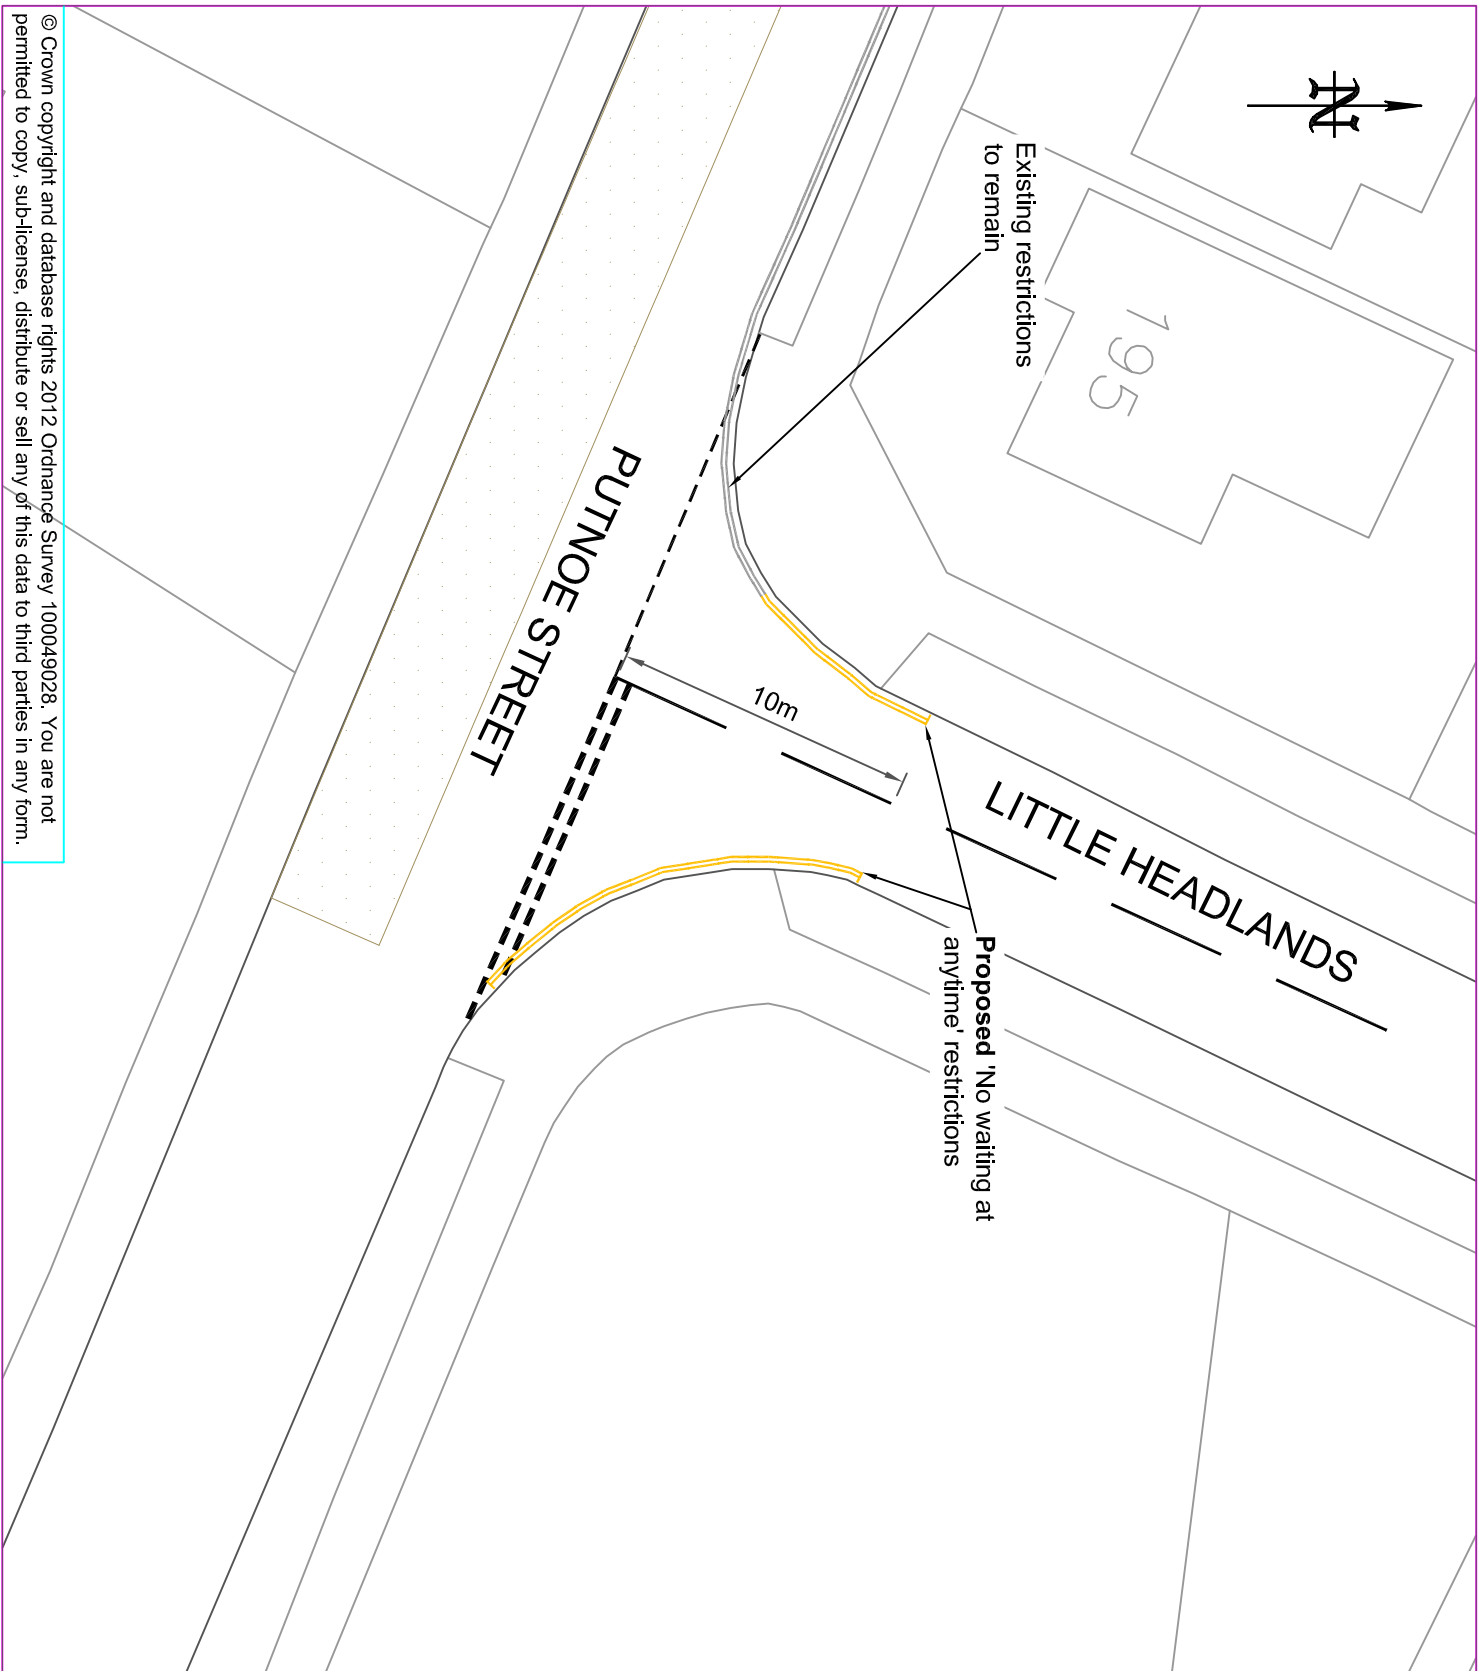 N
Existing restrictions
to remain
195
PUTNOE STREET
10m
LITTLE HEADLANDS
Proposed 'No waiting at
anytime' restrictions
© Crown copyright and database rights 2012 Ordnance Survey 100049028. You are not
permitted to copy, sub-license, distribute or sell any of this data to third parties in any form.